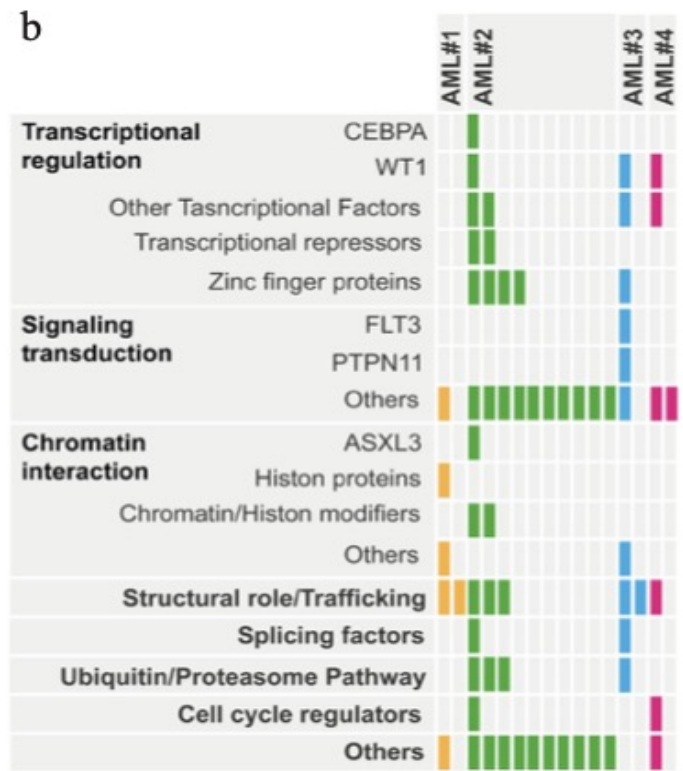 b
AML#1
AML#2
AML#3
AML#4
Transcriptional
regulation
CEBPA
WT1
Other Tasncriptional Factors
Transcriptional repressors
Zinc finger proteins
Signaling
transduction
FLT3
PTPN11
Others
Chromatin
interaction
ASXL3
Histon proteins
Chromatin/Histon modifiers
Others
Structural role/Trafficking
Splicing factors
Ubiquitin/Proteasome Pathway
Cell cycle regulators
Others